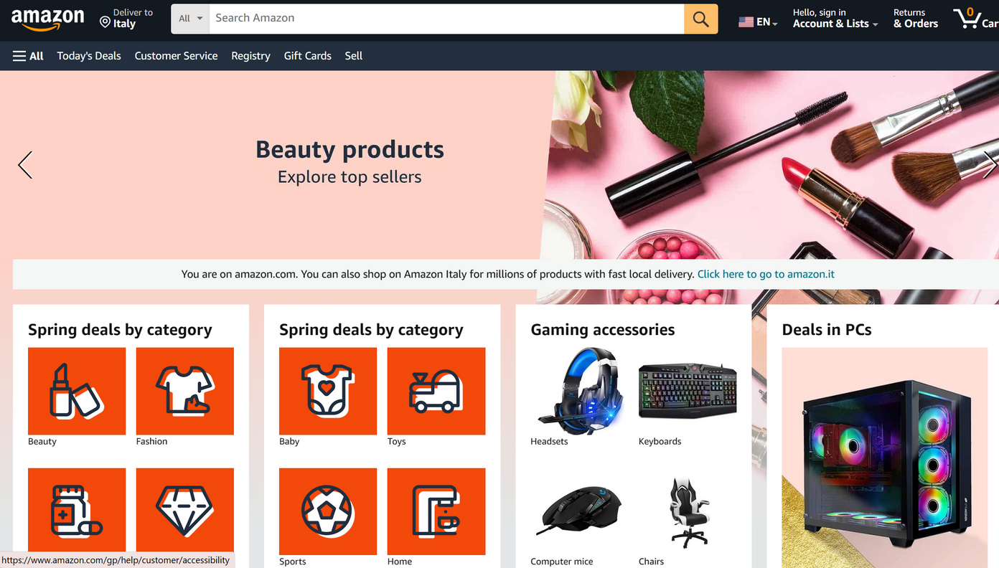 amazon
Deliver to
Italy
All
Search Amazon
EN
Hello, sign in
Account & Lists
Returns
& Orders
0
Car
All
Today's Deals
Customer Service
Registry
Gift Cards
Sell
Beauty products
Explore top sellers
You are on amazon.com. You can also shop on Amazon Italy for millions of products with fast local delivery. Click here to go to amazon.it
Spring deals by category
Beauty
Fashion
Spring deals by category
Baby
Toys
Sports
Home
Gaming accessories
Headsets
Keyboards
Computer mice
Chairs
Deals in PCs
https://www.amazon.com/gp/help/customer/accessibility